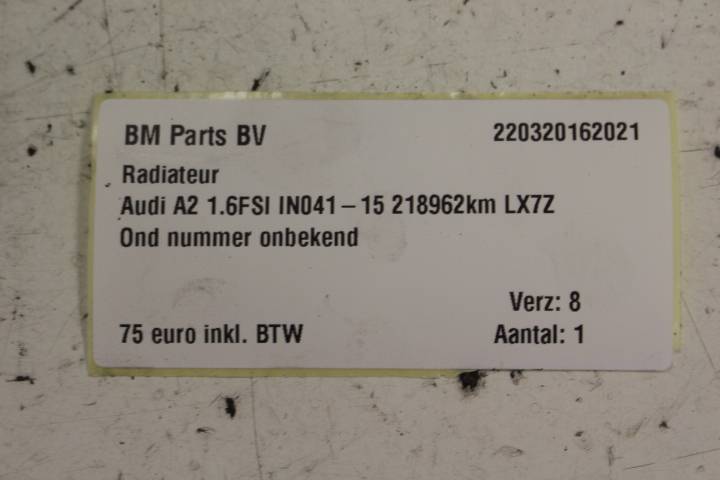 BM Parts BV 220320162021
Radiateur
Audi A2 1.6FSI IN041-15 218962km LX7Z
Ond nummer onbekend
Verz: 8
75 euro inkl. BTW Aantal: 1